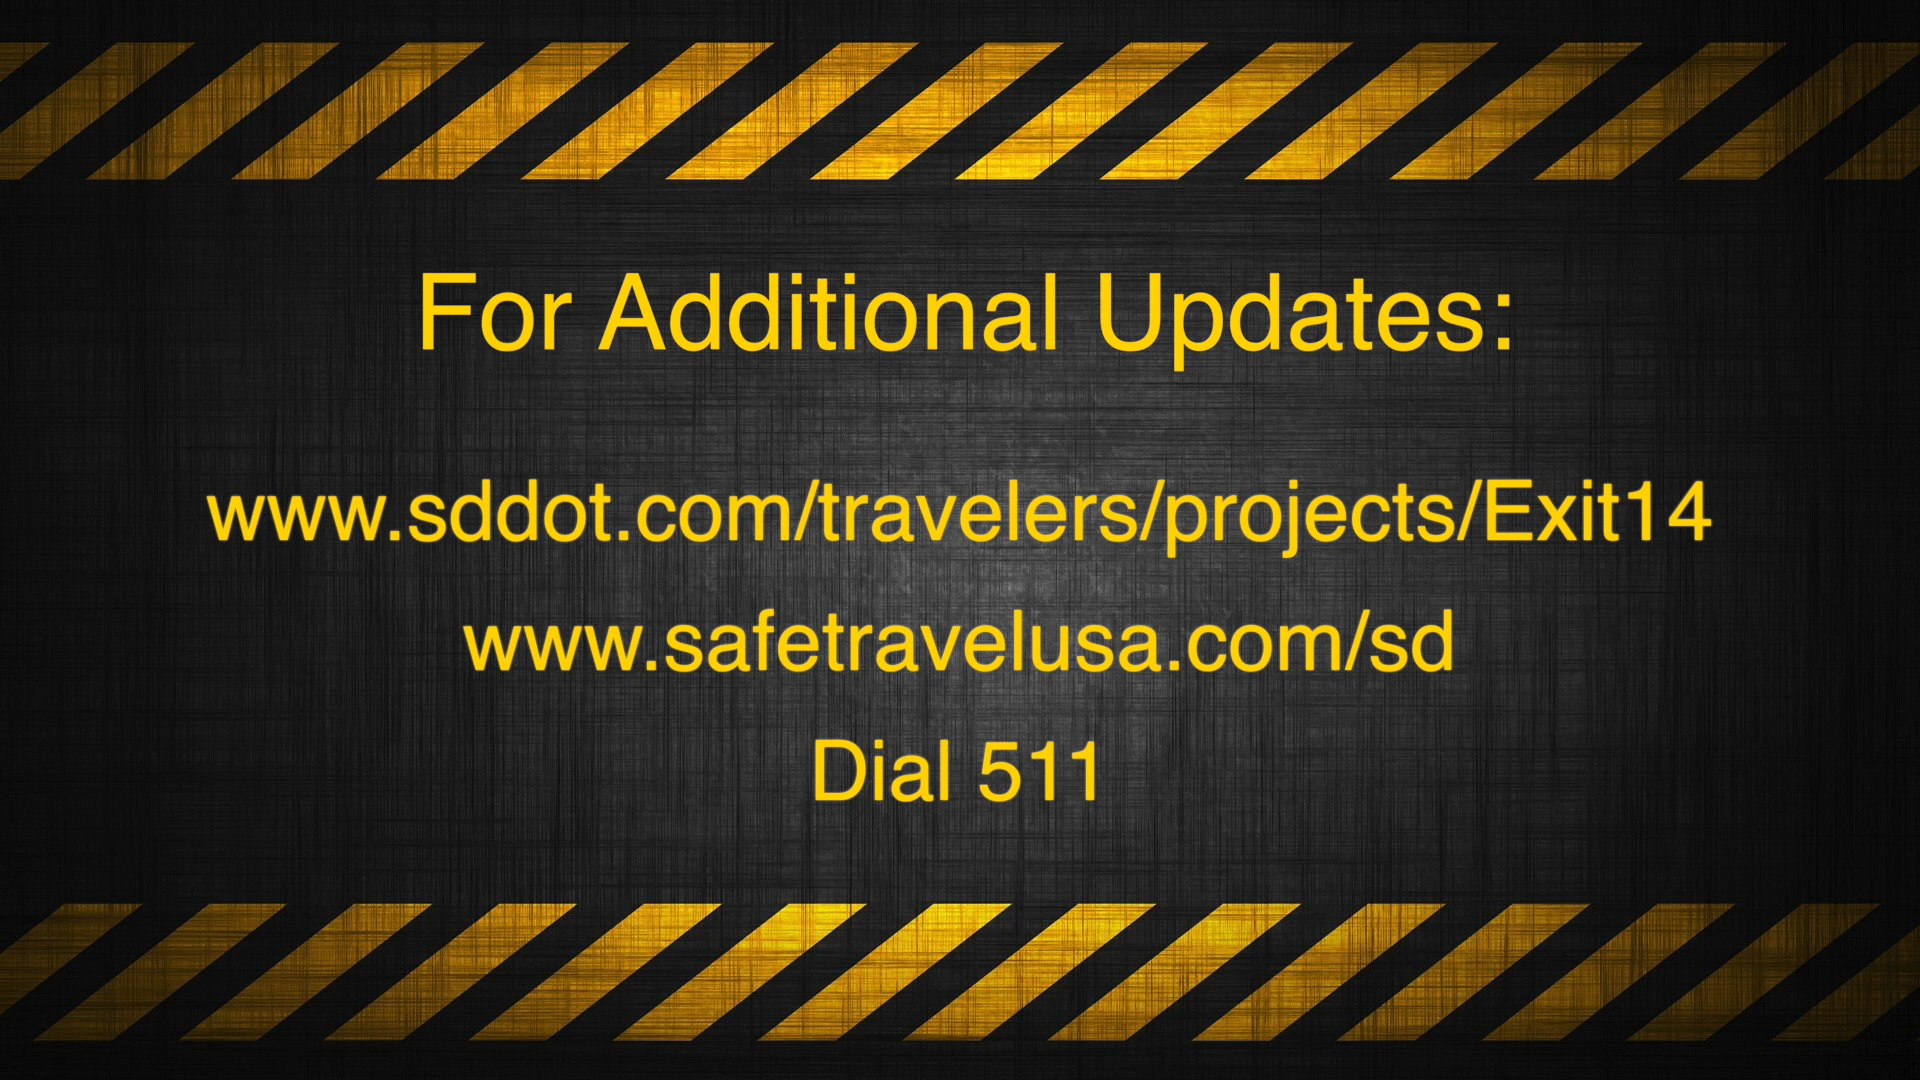 For Additional Updates:
www.sddot.com/travelers/projects/Exit14
www.safetravelusa.com/sd
Dial 511